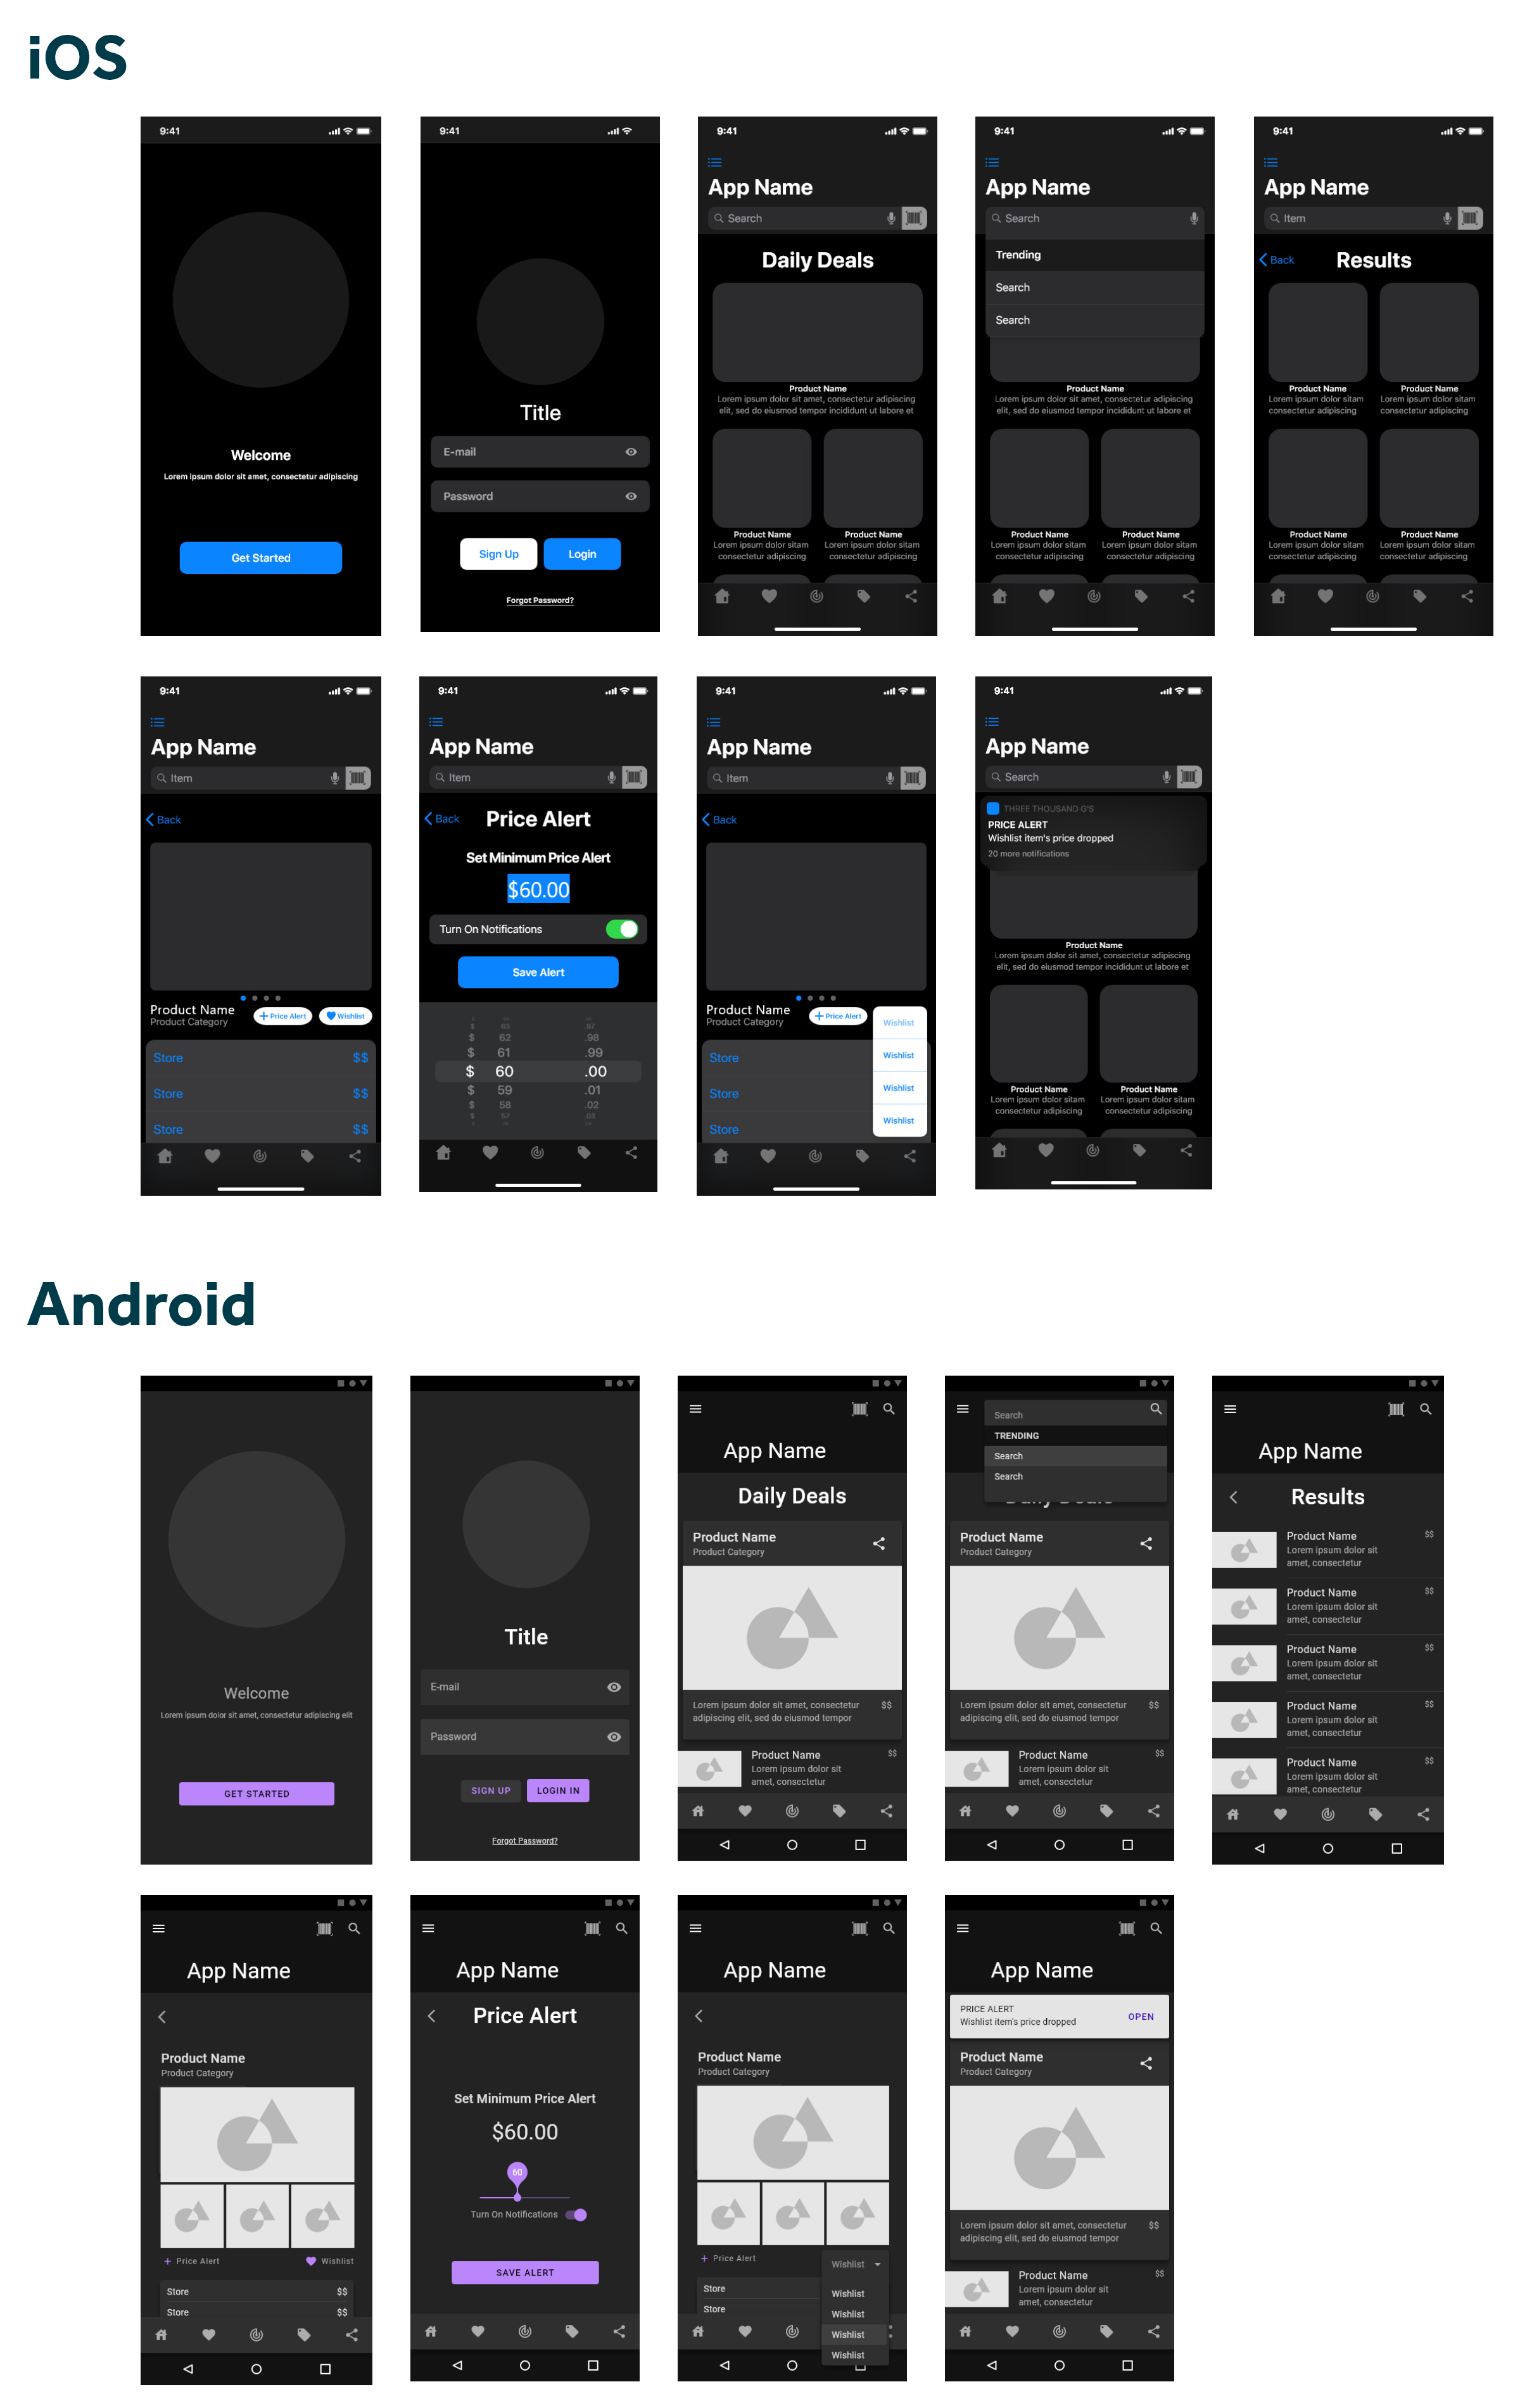 iOS
9:41
Welcome
Lorem ipsum dolor sit amet, consectetur adipiscing
Get Started
9:41
Title
E-mail
Password
Sign Up
Login
Forgot Password?
9:41
App Name
Search
Daily Deals
Product Name
Lorem ipsum dolor sit amet, consectetur adipiscing
elit, sed do eiusmod tempor incididunt ut labore et
Product Name
Lorem ipsum dolor sitam
consectetur adipiscing
Product Name
Lorem ipsum dolor sitam
consectetur adipiscing
9:41
App Name
Search
Trending
Search
Search
Product Name
Lorem ipsum dolor sit amet, consectetur adipiscing
elit, sed do eiusmod tempor incididunt ut labore et
Product Name
Lorem ipsum dolor sitam
consectetur adipiscing
Product Name
Lorem ipsum dolor sitam
consectetur adipiscing
9:41
App Name
Item
Back
Results
Product Name
Lorem ipsum dolor sitam
consectetur adipiscing
Product Name
Lorem ipsum dolor sitam
consectetur adipiscing
Product Name
Lorem ipsum dolor sitam
consectetur adipiscing
Product Name
Lorem ipsum dolor sitam
consectetur adipiscing
9:41
App Name
Item
Back
Product Name
Product Category
Price Alert
Wishlist
Store $$
Store $$
Store $$
9:41
App Name
Item
Back
Price Alert
Set Minimum Price Alert
$60.00
Turn On Notifications
Save Alert
$ 63 .97
$ 62 .98
$ 61 .99
$ 60 .00
$ 59 .01
$ 58 .02
$ 57 .03
9:41
App Name
Item
Back
Product Name
Product Category
Price Alert
Wishlist
Wishlist
Wishlist
Wishlist
Store
Store
Store
9:41
App Name
Search
THREE THOUSAND G'S
PRICE ALERT
Wishlist item's price dropped
20 more notifications
Product Name
Lorem ipsum dolor sit amet, consectetur adipiscing
elit, sed do eiusmod tempor incididunt ut labore et
Product Name
Lorem ipsum dolor sitam
consectetur adipiscing
Product Name
Lorem ipsum dolor sitam
consectetur adipiscing
Android
Welcome
Lorem ipsum dolor sit amet, consectetur adipiscing elit
GET STARTED
Title
E-mail
Password
SIGN UP
LOGIN IN
Forgot Password?
App Name
Daily Deals
Product Name
Product Category
Lorem ipsum dolor sit amet, consectetur $$
adipiscing elit, sed do eiusmod tempor
Product Name $$
Lorem ipsum dolor sit
amet, consectetur
Search
TRENDING
Search
Search
Product Name
Product Category
Lorem ipsum dolor sit amet, consectetur $$
adipiscing elit, sed do eiusmod tempor
Product Name $$
Lorem ipsum dolor sit
amet, consectetur
App Name
Results
Product Name $$
Lorem ipsum dolor sit
amet, consectetur
Product Name $$
Lorem ipsum dolor sit
amet, consectetur
Product Name $$
Lorem ipsum dolor sit
amet, consectetur
Product Name $$
Lorem ipsum dolor sit
amet, consectetur
Product Name $$
Lorem ipsum dolor sit
amet, consectetur
App Name
Product Name
Product Category
Price Alert
Wishlist
Store $$
Store $$
App Name
Price Alert
Set Minimum Price Alert
$60.00
60
Turn On Notifications
SAVE ALERT
App Name
Product Name
Product Category
Price Alert
Wishlist
Wishlist
Wishlist
Wishlist
Wishlist
Store
Store
App Name
PRICE ALERT
Wishlist item's price dropped
OPEN
Product Name
Product Category
Lorem ipsum dolor sit amet, consectetur $$
adipiscing elit, sed do eiusmod tempor
Product Name $$
Lorem ipsum dolor sit
amet, consectetur